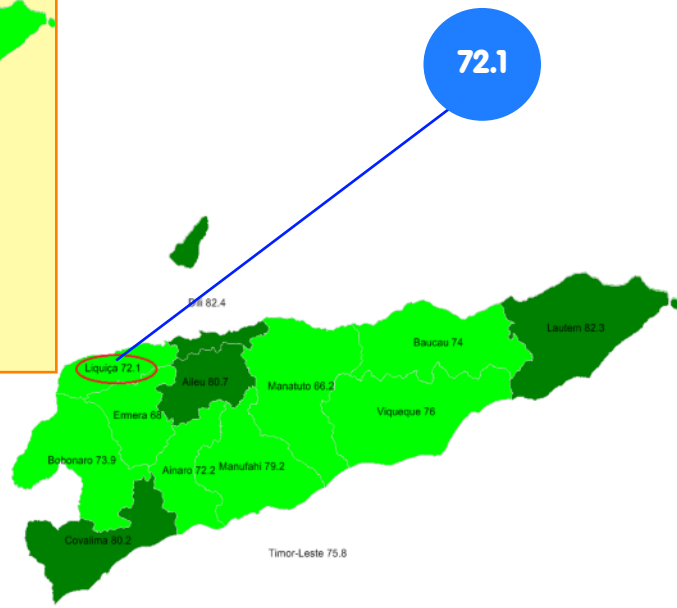 72.1
Dili 82.4
Lautem 82.3
Baucau 74
Liquiça 72.1
Aileu 80.7
Manatuto 66.2
Ermera 68
Viqueque 76
Bobonaro 73.9
Ainaro 72.2
Manufahi 79.2
Covalima 80.2
Timor-Leste 75.8